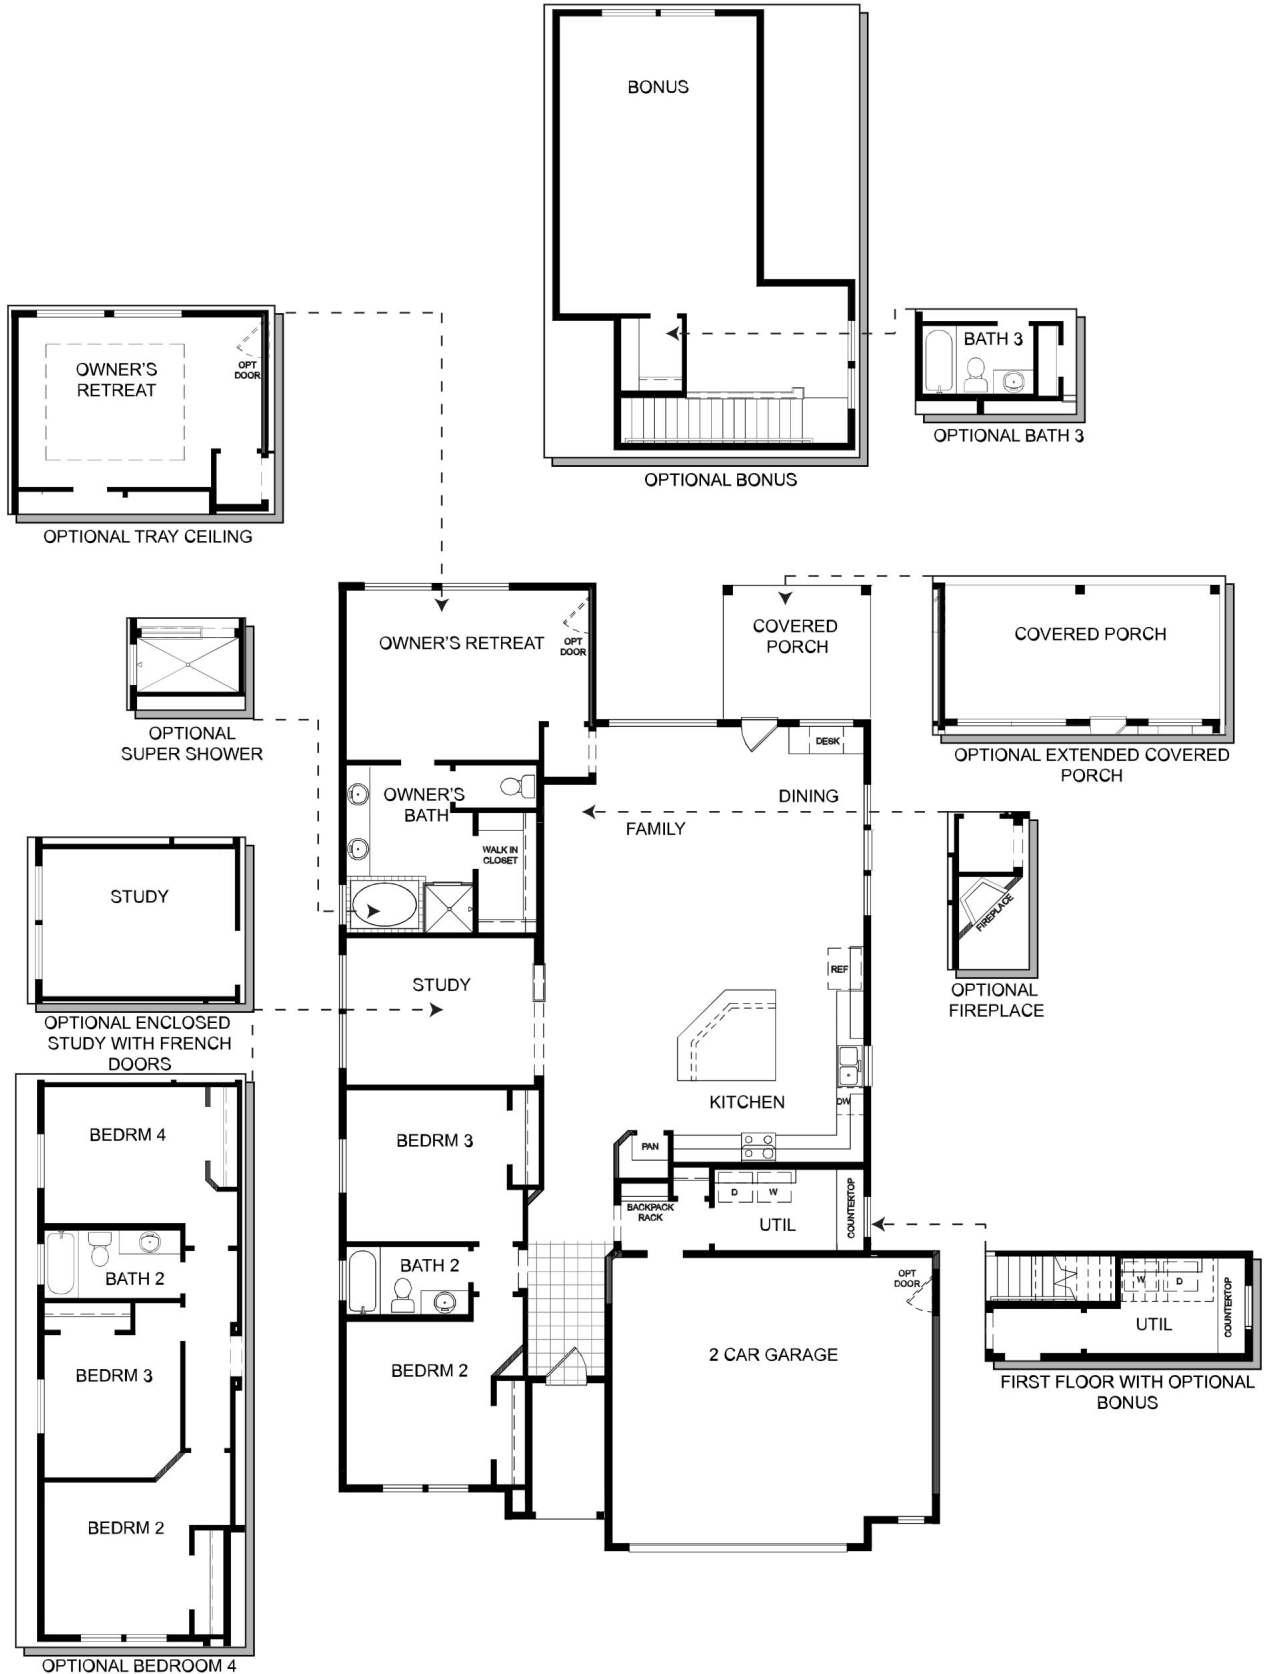 BONUS
OPTIONAL BONUS
BATH 3
OPTIONAL BATH 3
OWNER'S
RETREAT
OPT
DOOR
OPTIONAL TRAY CEILING
OWNER'S RETREAT
OPT
DOOR
COVERED
PORCH
COVERED PORCH
OPTIONAL EXTENDED COVERED
PORCH
OPTIONAL
SUPER SHOWER
DESK
DINING
FAMILY
OWNER'S
BATH
WALK IN
CLOSET
FIREPLACE
OPTIONAL
FIREPLACE
STUDY
OPTIONAL ENCLOSED
STUDY WITH FRENCH
DOORS
STUDY
REF
KITCHEN
DW
PAN
BEDRM 3
BACKPACK
RACK
D
W
UTIL
COUNTERTOP
BATH 2
BEDRM 2
OPT
DOOR
2 CAR GARAGE
W
D
UTIL
COUNTERTOP
FIRST FLOOR WITH OPTIONAL
BONUS
BEDRM 4
BATH 2
BEDRM 3
BEDRM 2
OPTIONAL BEDROOM 4